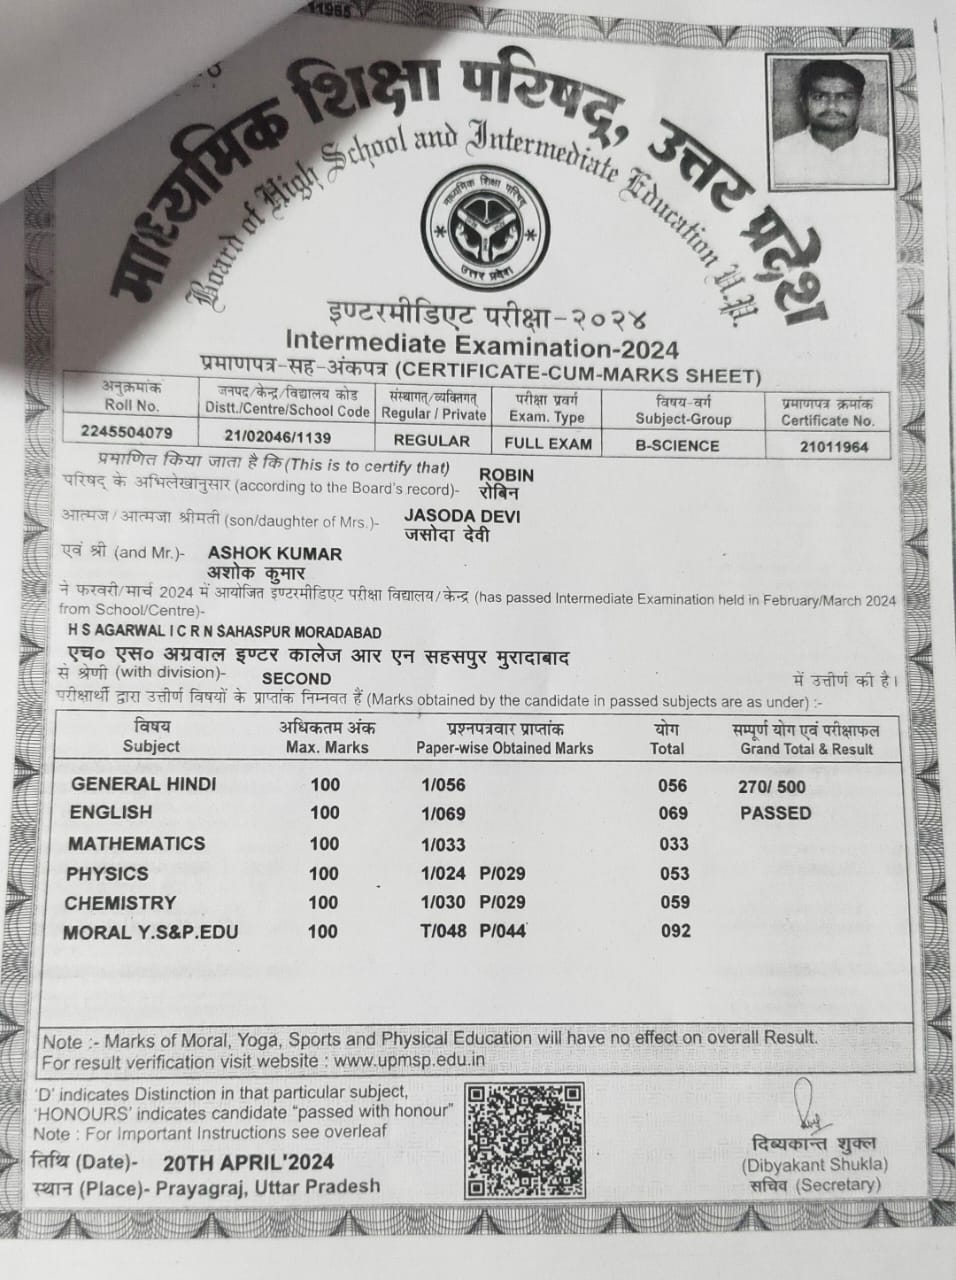 11965
माध्यमिक शिक्षा परिषद्, उत्तर प्रदेश
Board of High School and Intermediate Education U.P.
माध्यमिक शिक्षा परिषद्
उत्तर प्रदेश
इण्टरमीडिएट परीक्षा-२०२४
Intermediate Examination-2024
प्रमाणपत्र-सह-अंकपत्र (CERTIFICATE-CUM-MARKS SHEET)
अनुक्रमांक जनपद/केन्द्र/विद्यालय कोड संस्थागत्/व्यक्तिगत् परीक्षा प्रवर्ग विषय-वर्ग प्रमाणपत्र क्रमांक
Roll No. Distt./Centre/School Code Regular / Private Exam. Type Subject-Group Certificate No.
2245504079 21/02046/1139 REGULAR FULL EXAM B-SCIENCE 21011964
प्रमाणित किया जाता है कि (This is to certify that) ROBIN
परिषद् के अभिलेखानुसार (according to the Board's record)- रोबिन
आत्मज/आत्मजा श्रीमती (son/daughter of Mrs.)- JASODA DEVI
जसोदा देवी
एवं श्री (and Mr.)- ASHOK KUMAR
अशोक कुमार
ने फरवरी/मार्च 2024 में आयोजित इण्टरमीडिएट परीक्षा विद्यालय/केन्द्र (has passed Intermediate Examination held in February/March 2024
from School/Centre)-
H S AGARWAL I C R N SAHASPUR MORADABAD
एच० एस० अग्रवाल इण्टर कालेज आर एन सहसपुर मुरादाबाद
से श्रेणी (with division)- SECOND में उत्तीर्ण की है।
परीक्षार्थी द्वारा उत्तीर्ण विषयों के प्राप्तांक निम्नवत हैं (Marks obtained by the candidate in passed subjects are as under) :-
विषय अधिकतम अंक प्रश्नपत्रवार प्राप्तांक योग सम्पूर्ण योग एवं परीक्षाफल
Subject Max. Marks Paper-wise Obtained Marks Total Grand Total & Result
GENERAL HINDI 100 1/056 056 270/ 500
ENGLISH 100 1/069 069 PASSED
MATHEMATICS 100 1/033 033
PHYSICS 100 1/024 P/029 053
CHEMISTRY 100 1/030 P/029 059
MORAL Y.S&P.EDU 100 T/048 P/044 092
Note :- Marks of Moral, Yoga, Sports and Physical Education will have no effect on overall Result.
For result verification visit website : www.upmsp.edu.in
'D' indicates Distinction in that particular subject,
'HONOURS' indicates candidate "passed with honour"
Note : For Important Instructions see overleaf
तिथि (Date)- 20TH APRIL'2024
स्थान (Place)- Prayagraj, Uttar Pradesh
दिब्यकान्त शुक्ल
(Dibyakant Shukla)
सचिव (Secretary)